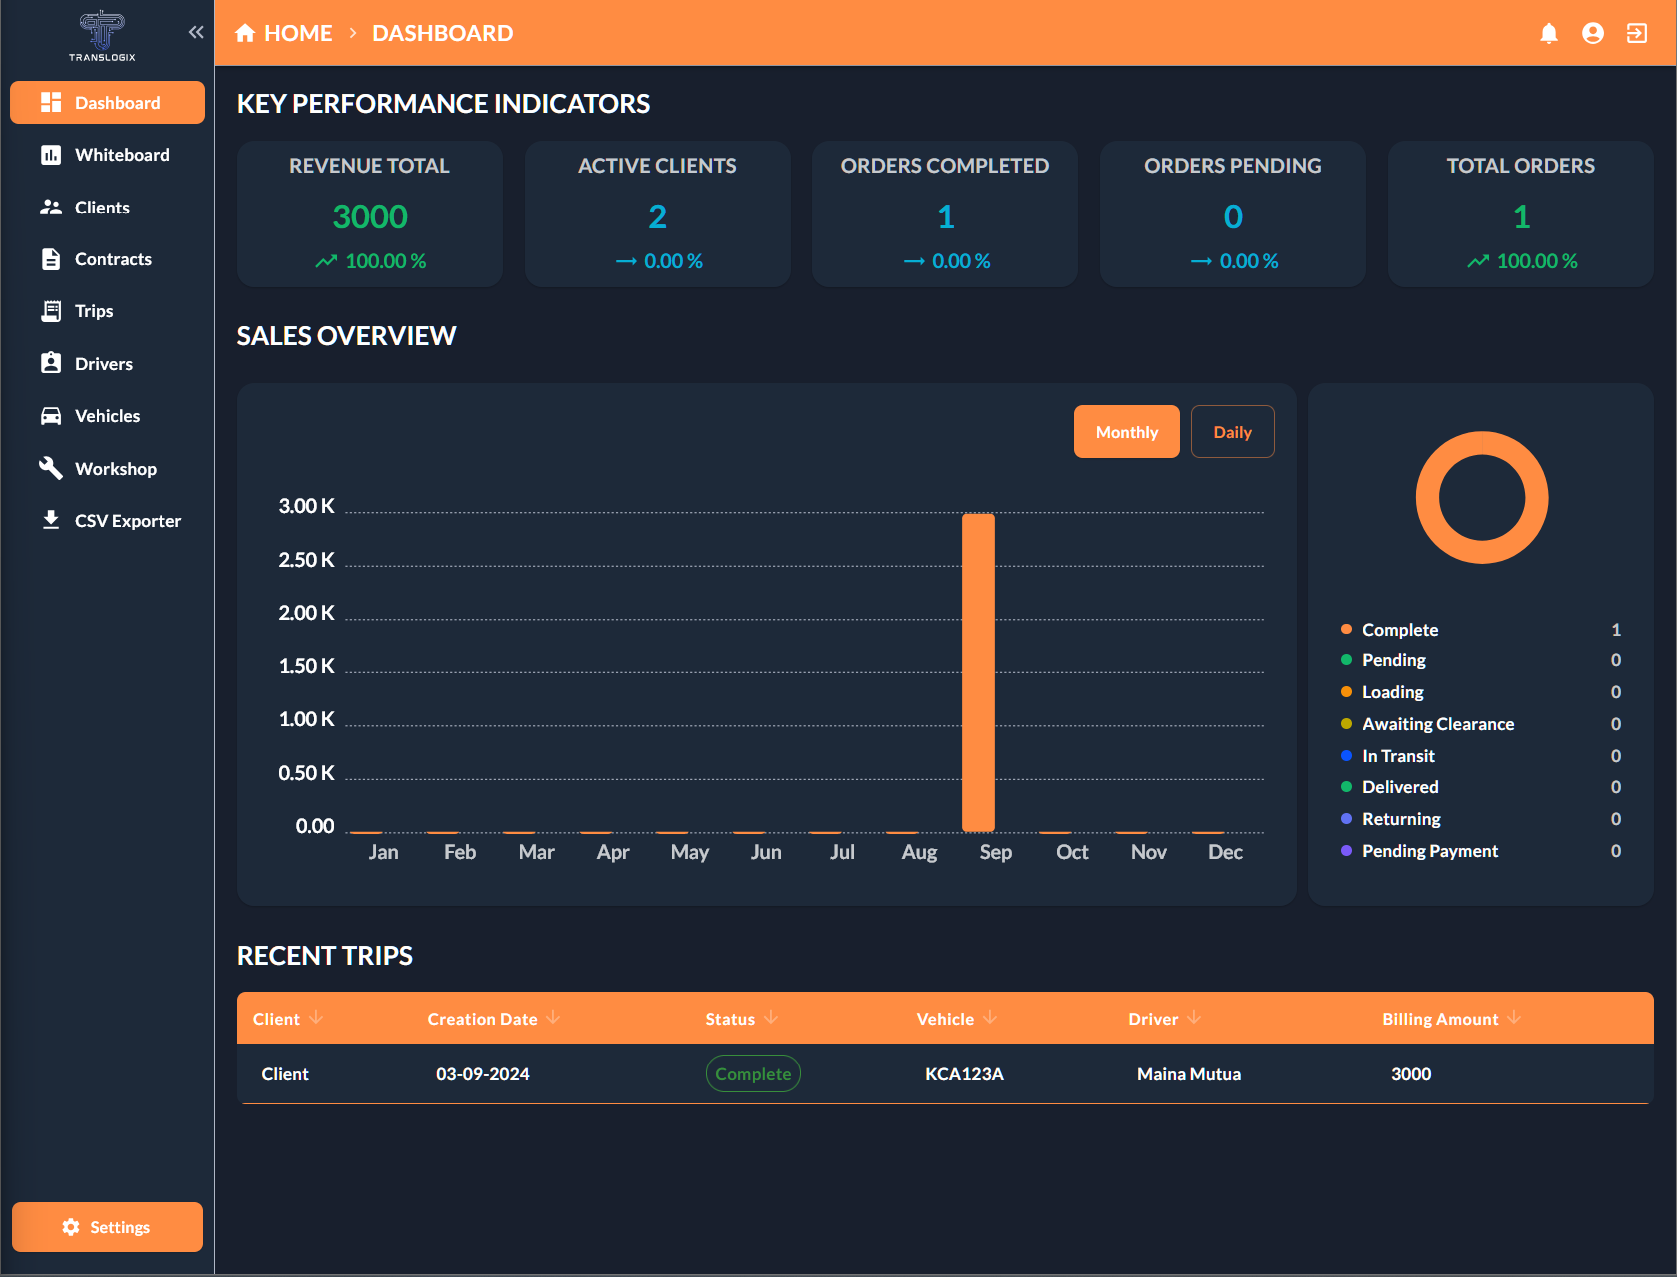 TRANSLOGIX
Dashboard
Whiteboard
Clients
Contracts
Trips
Drivers
Vehicles
Workshop
CSV Exporter
Settings
HOME > DASHBOARD
KEY PERFORMANCE INDICATORS
REVENUE TOTAL
3000
100.00 %
ACTIVE CLIENTS
2
0.00 %
ORDERS COMPLETED
1
0.00 %
ORDERS PENDING
0
0.00 %
TOTAL ORDERS
1
100.00 %
SALES OVERVIEW
Monthly Daily
3.00 K
2.50 K
2.00 K
1.50 K
1.00 K
0.50 K
0.00
Jan Feb Mar Apr May Jun Jul Aug Sep Oct Nov Dec
Complete 1
Pending 0
Loading 0
Awaiting Clearance 0
In Transit 0
Delivered 0
Returning 0
Pending Payment 0
RECENT TRIPS
Client Creation Date Status Vehicle Driver Billing Amount
Client 03-09-2024 Complete KCA123A Maina Mutua 3000